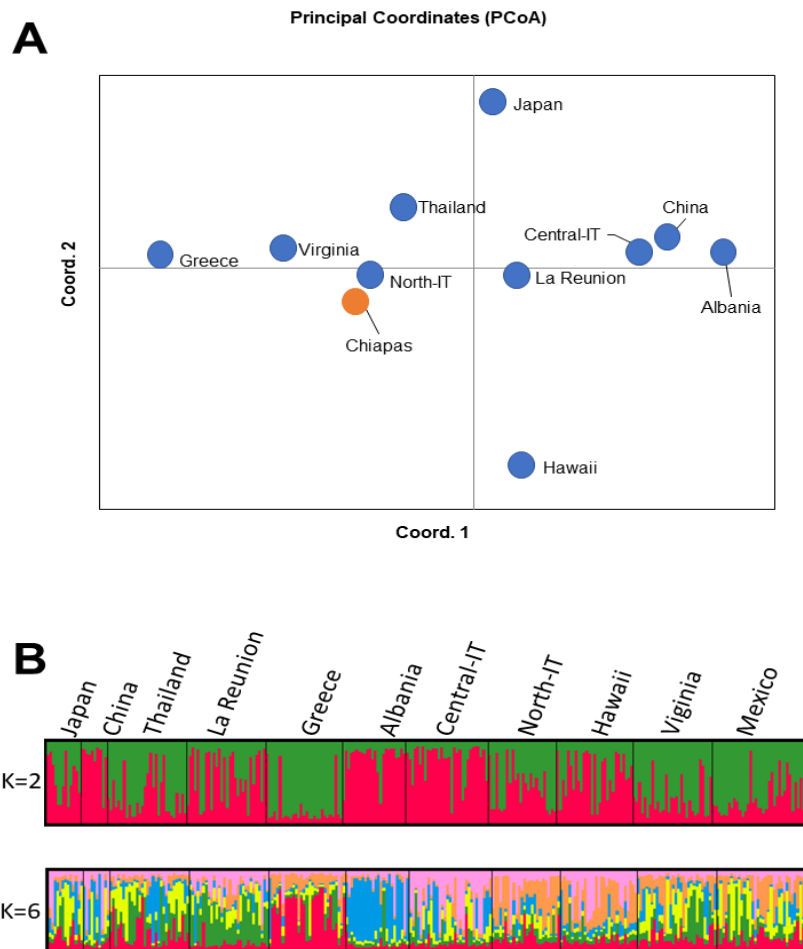 Principal Coordinates (PCoA)
A
Japan
Thailand
China
Central-IT
Virginia
Greece
North-IT
La Reunion
Albania
Chiapas
Hawaii
Coord. 2
Coord. 1
B
Japan
China
Thailand
La Reunion
Greece
Albania
Central-IT
North-IT
Hawaii
Viginia
Mexico
K=2
K=6